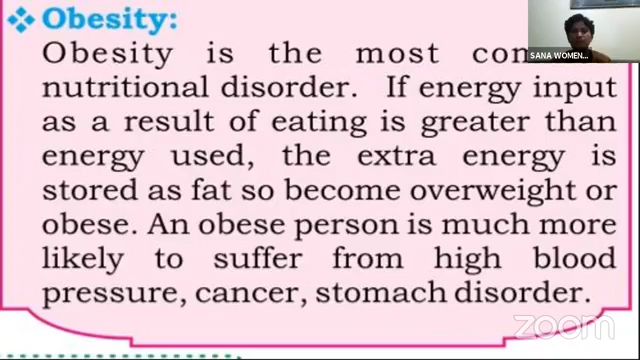 Obesity:
Obesity is the most
nutritional disorder. If energy input
as a result of eating is greater than
energy used, the extra energy is
stored as fat so become overweight or
obese. An obese person is much more
likely to suffer from high blood
pressure, cancer, stomach disorder.
SANA WOMEN...
zoom